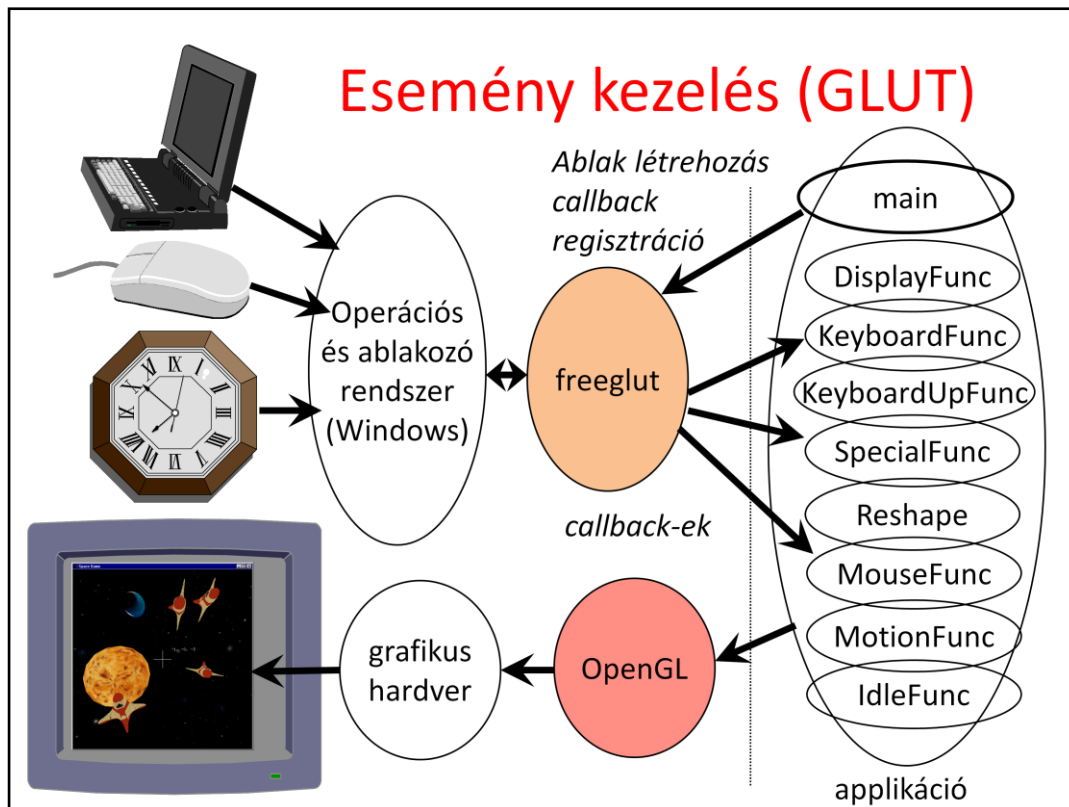 Esemény kezelés (GLUT)
Ablak létrehozás
callback
regisztráció
main
DisplayFunc
KeyboardFunc
KeyboardUpFunc
SpecialFunc
Reshape
MouseFunc
MotionFunc
IdleFunc
applikáció
Operációs
és ablakozó
rendszer
(Windows)
freeglut
callback-ek
grafikus
hardver
OpenGL